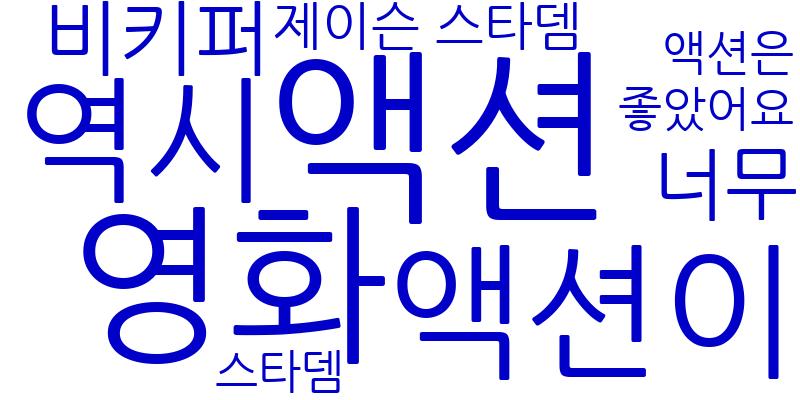 비키퍼
제이슨 스타뎀
액션은
좋았어요
역시
액션
너무
영화
액션이
스타뎀